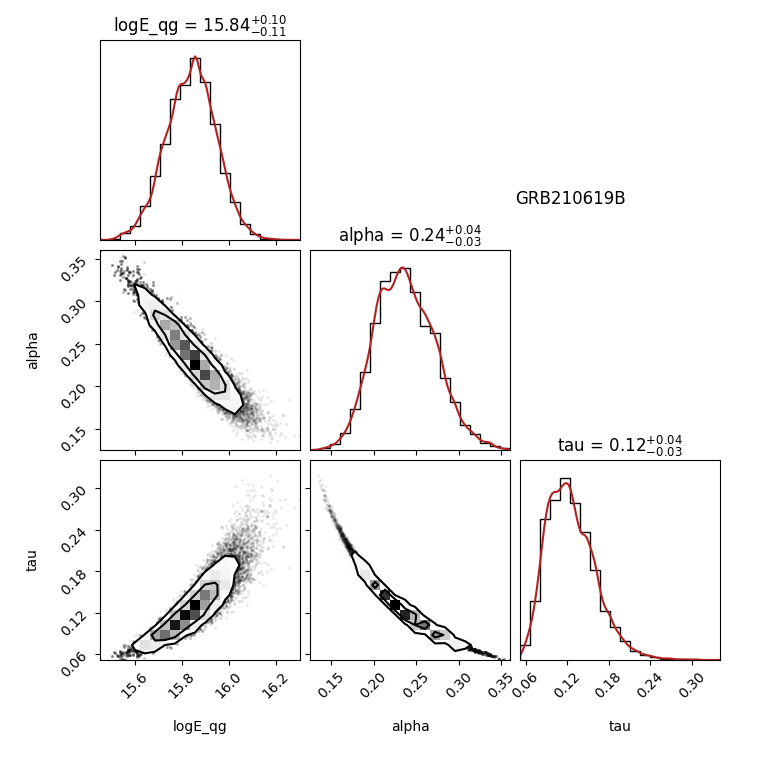 logE_qg = 15.84+0.10 −0.11
GRB210619B
alpha = 0.24+0.04 −0.03
0.35
0.30
0.25
0.20
0.15
alpha
tau = 0.12+0.04 −0.03
0.30
0.24
0.18
0.12
0.06
tau
15.6 15.8 16.0 16.2
0.15 0.20 0.25 0.30 0.35
0.06 0.12 0.18 0.24 0.30
logE_qg
alpha
tau